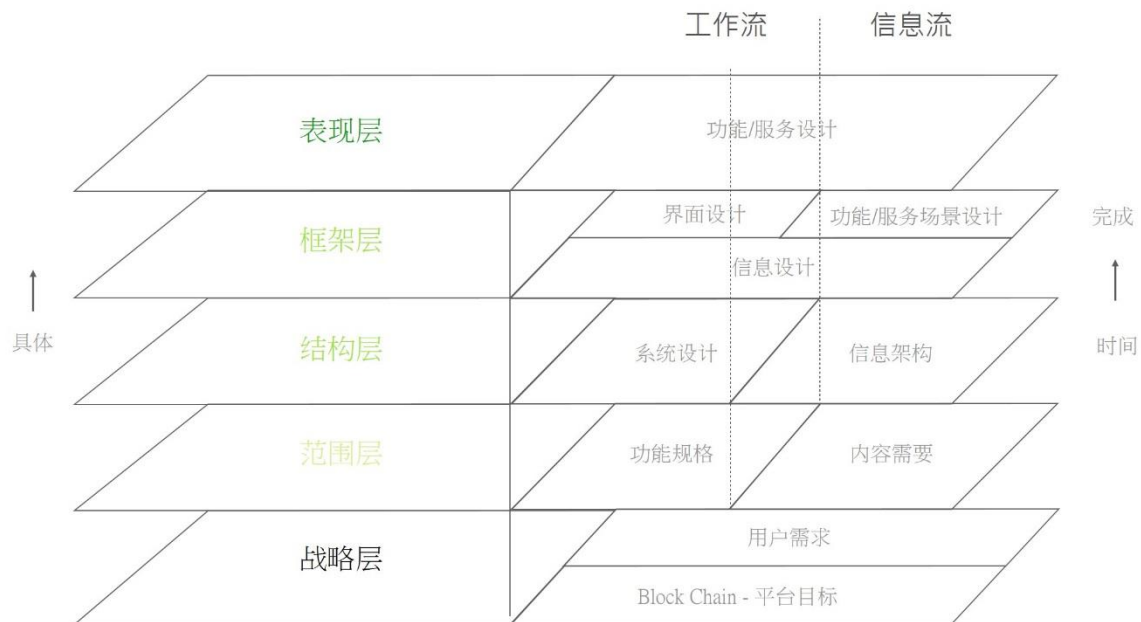 工作流
信息流
表现层
功能/服务设计
框架层
界面设计
功能/服务场景设计
完成
信息设计
具体
结构层
系统设计
信息架构
时间
范围层
功能规格
内容需要
战略层
用户需求
Block Chain - 平台目标